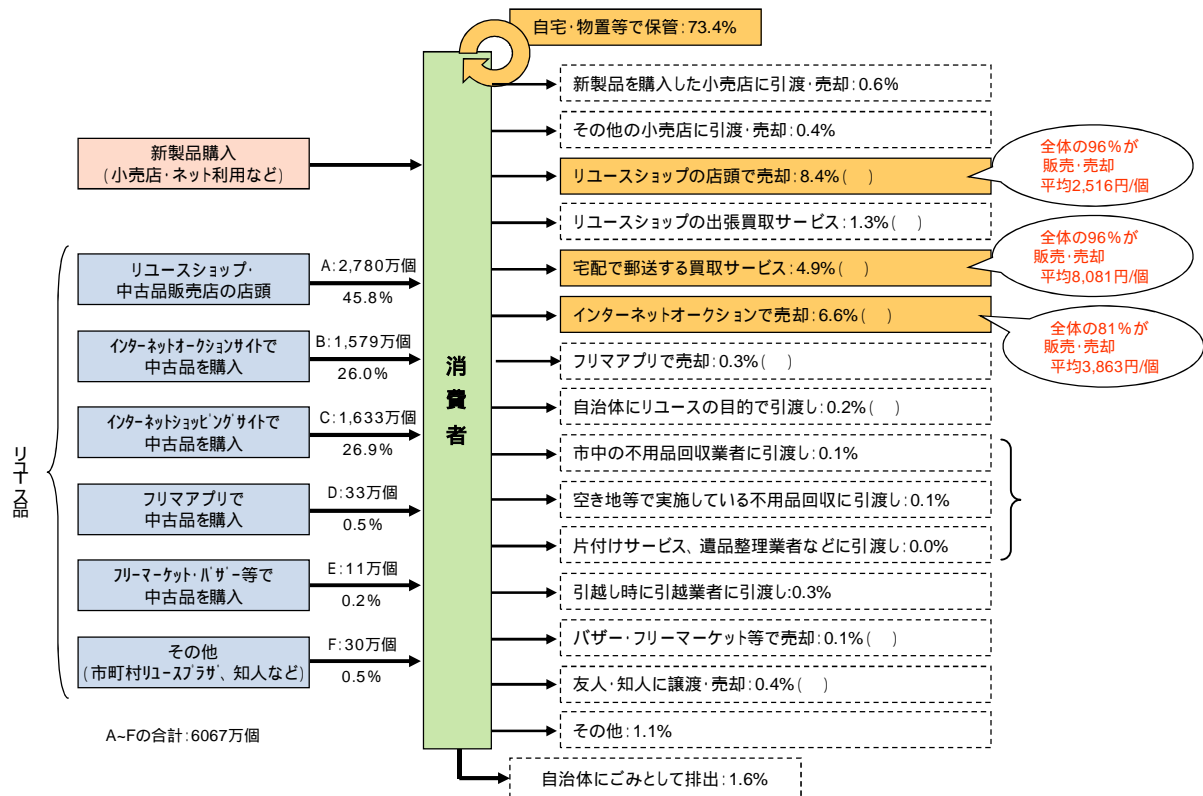 自宅･物置等で保管:73.4%
新製品を購入した小売店に引渡･売却:0.6%
その他の小売店に引渡･売却:0.4%
新製品購入
(小売店･ネット利用など)
リユースショップの店頭で売却:8.4%(　)
全体の96%が
販売･売却
平均2,516円/個
リユースショップの出張買取サービス:1.3%(　)
リユース品
リユースショップ･
中古品販売店の店頭
A:2,780万個
45.8%
宅配で郵送する買取サービス:4.9%(　)
全体の96%が
販売･売却
平均8,081円/個
インターネットオークションで売却:6.6%(　)
全体の81%が
販売･売却
平均3,863円/個
ｲﾝﾀｰﾈｯﾄｵｰｸｼｮﾝｻｲﾄで
中古品を購入
B:1,579万個
26.0%
消費者
フリマアプリで売却:0.3%(　)
自治体にリユースの目的で引渡し:0.2%(　)
ｲﾝﾀｰﾈｯﾄｼｮｯﾋﾟﾝｸﾞｻｲﾄで
中古品を購入
C:1,633万個
26.9%
市中の不用品回収業者に引渡し:0.1%
空き地等で実施している不用品回収に引渡し:0.1%
片付けサービス、遺品整理業者などに引渡し:0.0%
フリマアプリで
中古品を購入
D:33万個
0.5%
ﾌﾘｰﾏｰｹｯﾄ･ﾊﾞｻﾞｰ等で
中古品を購入
E:11万個
0.2%
引越し時に引越業者に引渡し:0.3%
バザー･フリーマーケット等で売却:0.1%(　)
その他
(市町村ﾘﾕｰｽﾌﾟﾗｻﾞ、知人など)
F:30万個
0.5%
友人･知人に譲渡･売却:0.4%(　)
その他:1.1%
A~Fの合計:6067万個
自治体にごみとして排出:1.6%